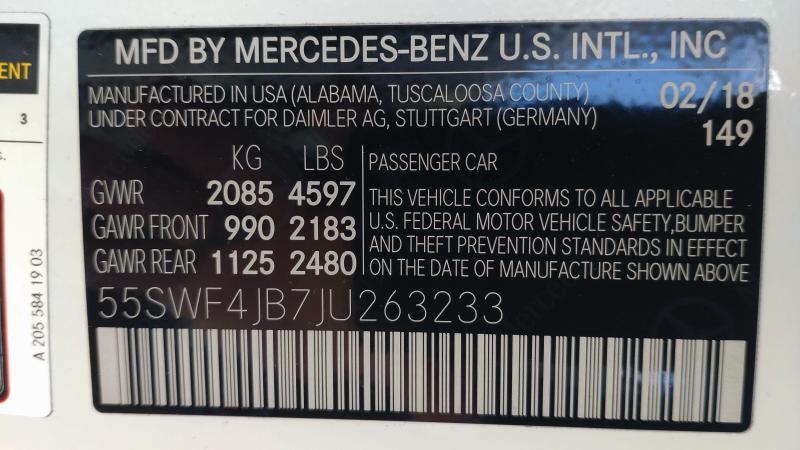 MFD BY MERCEDES-BENZ U.S. INTL., INC
MANUFACTURED IN USA (ALABAMA, TUSCALOOSA COUNTY) 02/18
UNDER CONTRACT FOR DAIMLER AG, STUTTGART (GERMANY) 149
KG LBS PASSENGER CAR
GVWR 2085 4597 THIS VEHICLE CONFORMS TO ALL APPLICABLE
GAWR FRONT 990 2183 U.S. FEDERAL MOTOR VEHICLE SAFETY,BUMPER
GAWR REAR 1125 2480 AND THEFT PREVENTION STANDARDS IN EFFECT
ON THE DATE OF MANUFACTURE SHOWN ABOVE
55SWF4JB7JU263233
ENT
3
s.
A 205 584 19 03